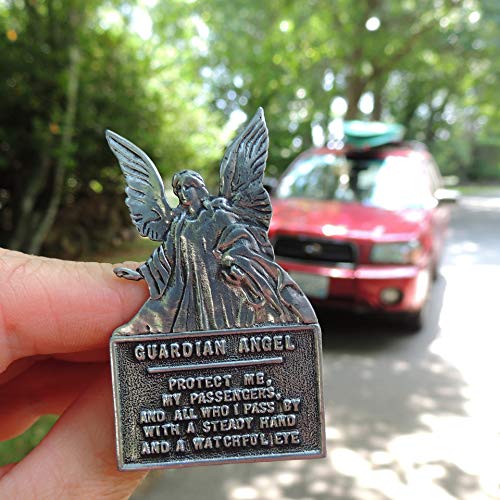 GUARDIAN ANGEL
PROTECT ME,
MY PASSENGERS,
AND ALL WHO I PASS BY
WITH A STEADY HAND
AND A WATCHFUL EYE